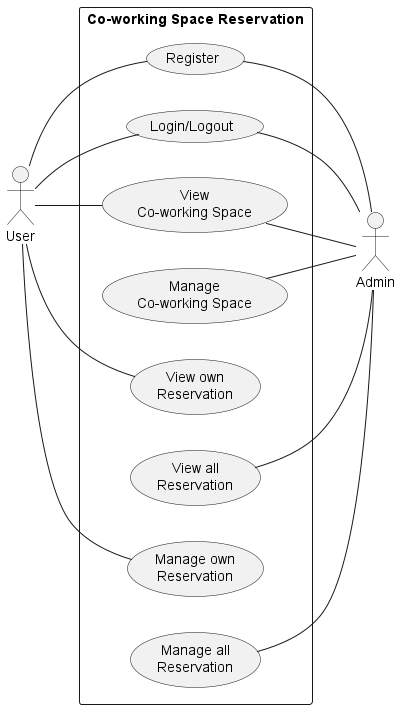 Co-working Space Reservation
Register
Login/Logout
View
Co-working Space
User
Admin
Manage
Co-working Space
View own
Reservation
View all
Reservation
Manage own
Reservation
Manage all
Reservation